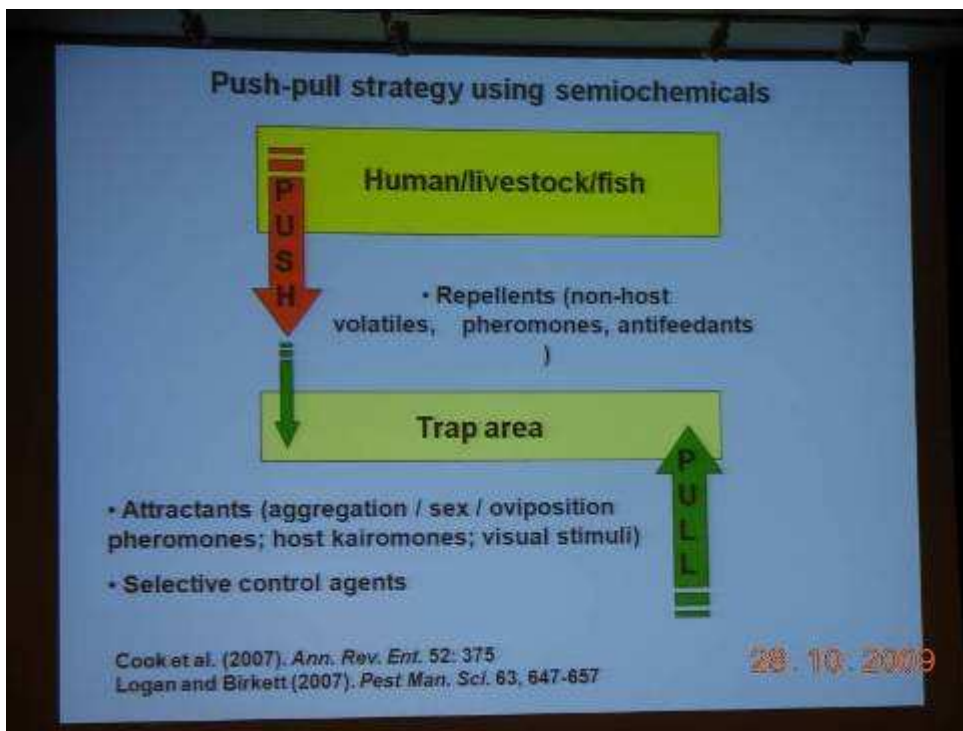 Push-pull strategy using semiochemicals
Human/livestock/fish
PUSH
• Repellents (non-host
volatiles, pheromones, antifeedants
)
Trap area
PULL
• Attractants (aggregation / sex / oviposition
pheromones; host kairomones; visual stimuli)
• Selective control agents
Cook et al. (2007). Ann. Rev. Ent. 52: 375
Logan and Birkett (2007). Pest Man. Sci. 63, 647-657
28. 10. 2009